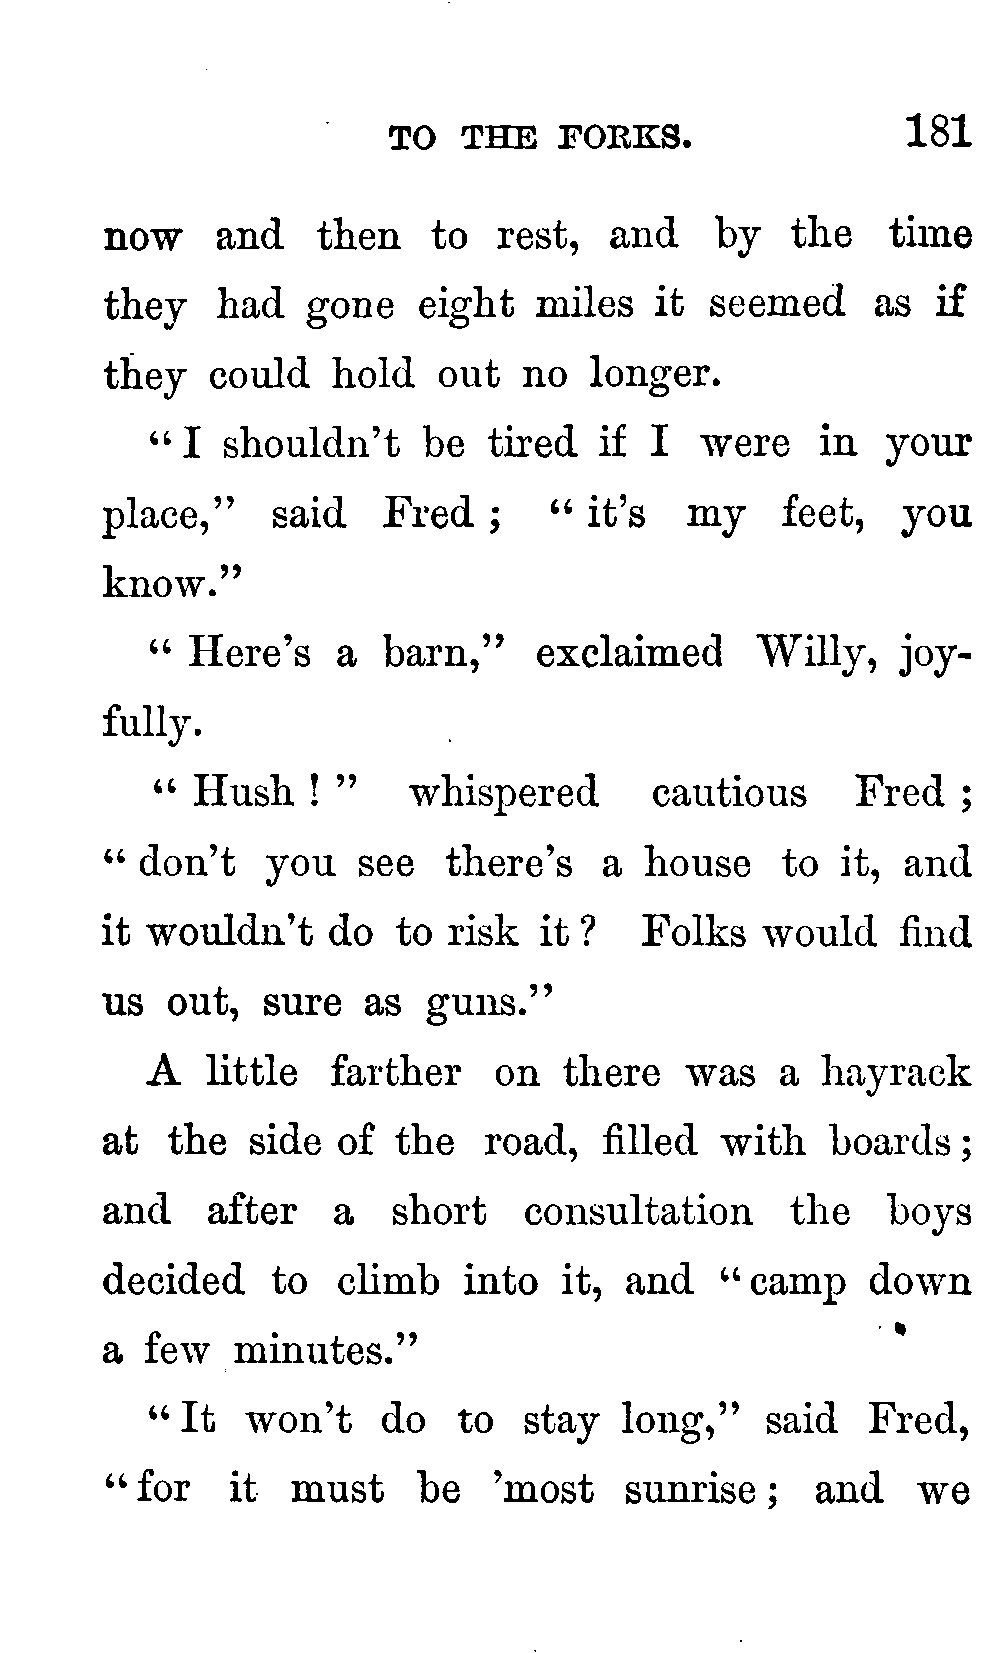 TO THE FORKS. 181
now and then to rest, and by the time
they had gone eight miles it seemed as if
they could hold out no longer.
“I shouldn’t be tired if I were in your
place,” said Fred; “it’s my feet, you
know.”
“Here’s a barn,” exclaimed Willy, joy-
fully.
“Hush!” whispered cautious Fred;
“don’t you see there’s a house to it, and
it wouldn’t do to risk it? Folks would find
us out, sure as guns.”
A little farther on there was a hayrack
at the side of the road, filled with boards;
and after a short consultation the boys
decided to climb into it, and “camp down
a few minutes.”
“It won’t do to stay long,” said Fred,
“for it must be ’most sunrise; and we